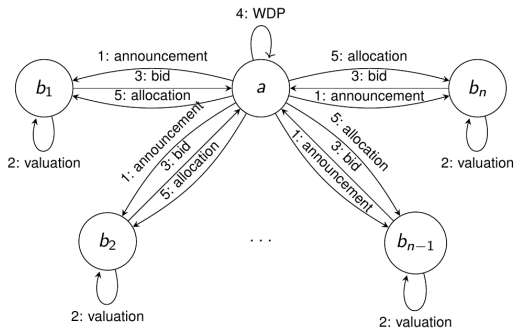 4: WDP
1: announcement
3: bid
5: allocation
5: allocation
3: bid
1: announcement
b1
a
bn
2: valuation
2: valuation
1: announcement
3: bid
5: allocation
5: allocation
3: bid
1: announcement
b2
. . .
bn−1
2: valuation
2: valuation